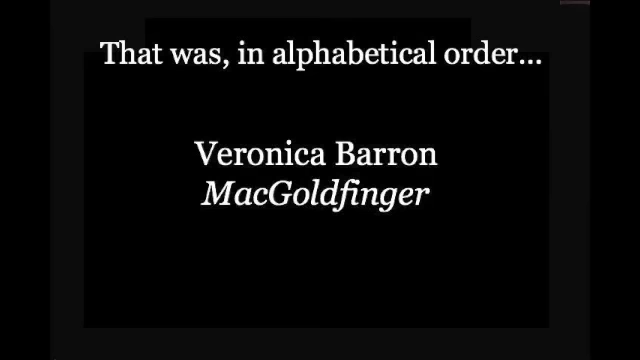 That was, in alphabetical order...
Veronica Barron
MacGoldfinger